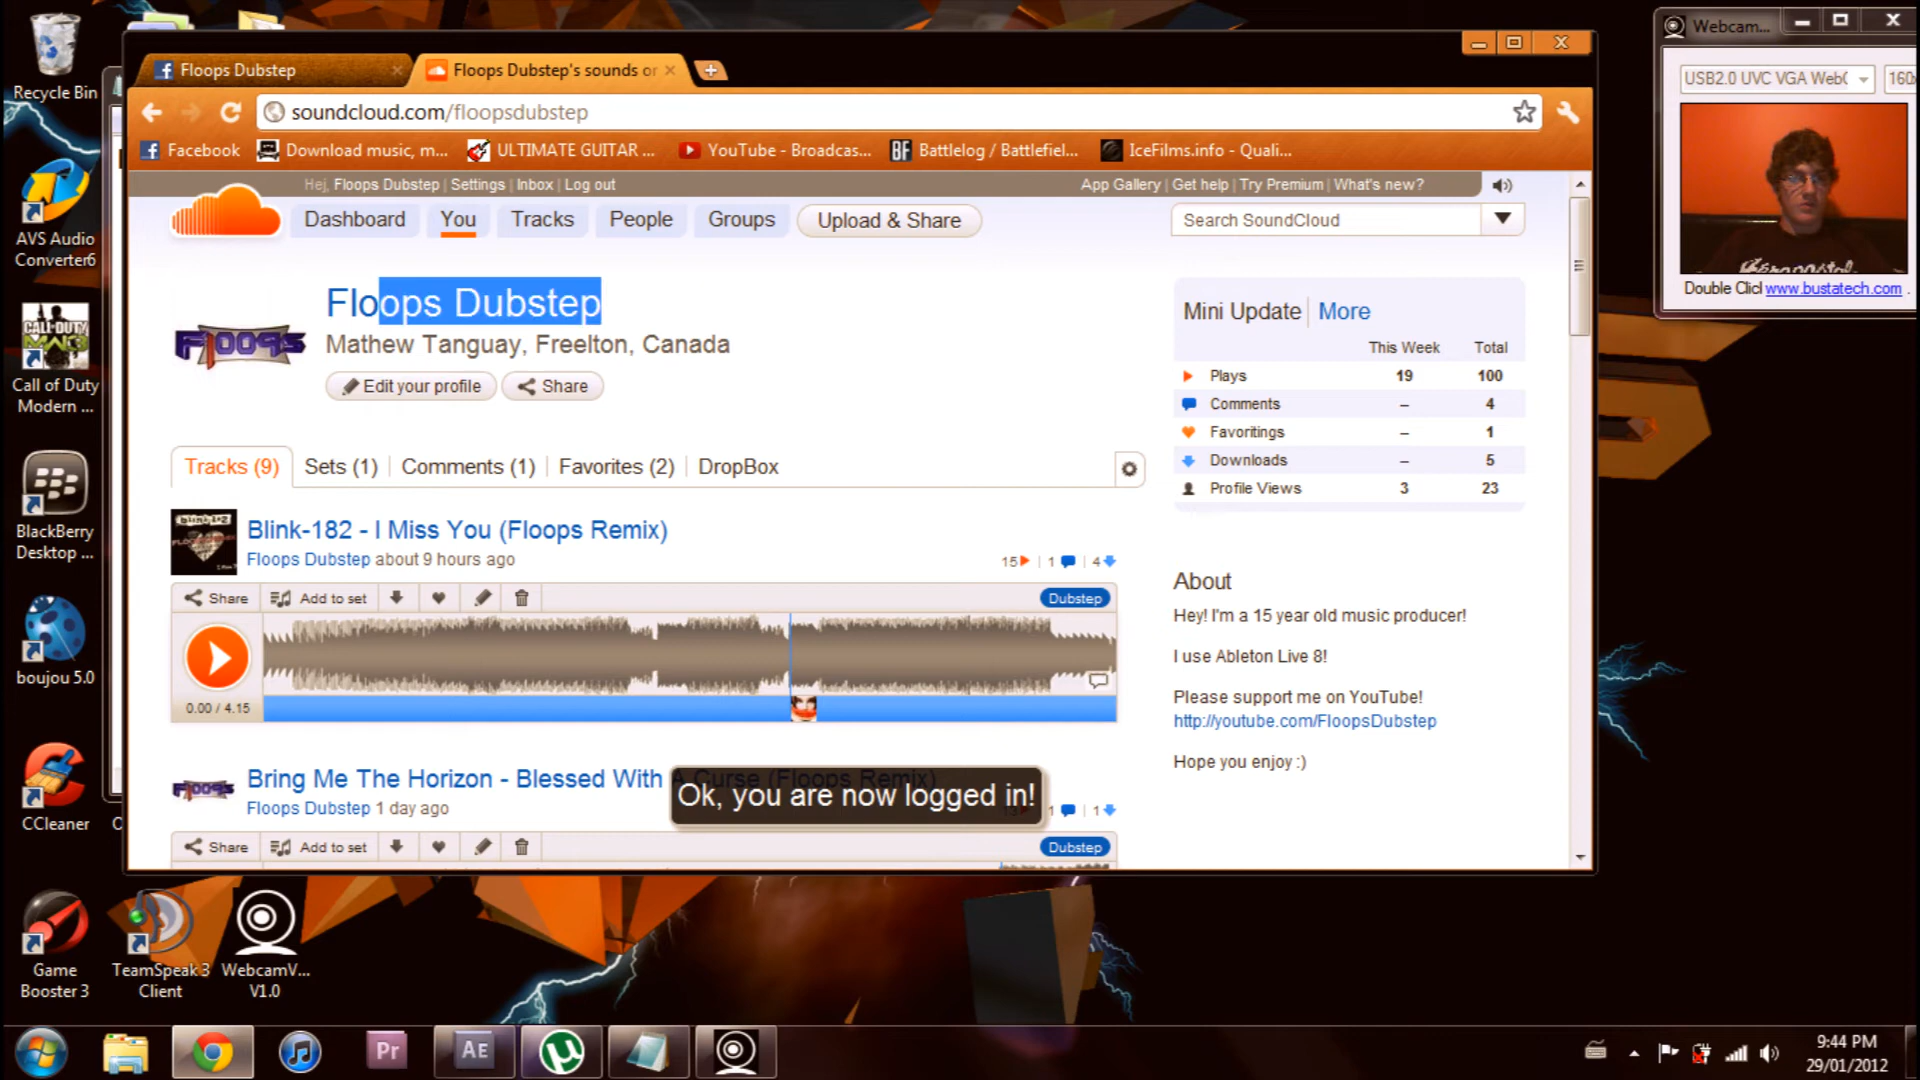 Recycle Bin
AVS Audio
Converter6
Call of Duty
Modern ...
BlackBerry
Desktop ...
boujou 5.0
CCleaner
Game
Booster 3
TeamSpeak 3
Client
WebcamV...
V1.0
Floops Dubstep
Floops Dubstep's sounds or
soundcloud.com/floopsdubstep
Facebook
Download music, m...
ULTIMATE GUITAR ...
YouTube - Broadcas...
Battlelog / Battlefiel...
IceFilms.info - Quali...
Hej, Floops Dubstep | Settings | Inbox | Log out
App Gallery | Get help | Try Premium | What's new?
Dashboard
You
Tracks
People
Groups
Upload & Share
Search SoundCloud
Floops Dubstep
Mathew Tanguay, Freelton, Canada
Edit your profile
Share
FLOOPS
Mini Update
More
This Week
Total
Plays 19 100
Comments – 4
Favoritings – 1
Downloads – 5
Profile Views 3 23
Tracks (9)
Sets (1)
Comments (1)
Favorites (2)
DropBox
blink-182
Blink-182 - I Miss You (Floops Remix)
Floops Dubstep about 9 hours ago
15 | 1 | 4
Share
Add to set
Dubstep
0.00 / 4.15
About
Hey! I'm a 15 year old music producer!
I use Ableton Live 8!
Please support me on YouTube!
http://youtube.com/FloopsDubstep
Hope you enjoy :)
FLOOPS
Bring Me The Horizon - Blessed With A Curse (Floops Remix)
Floops Dubstep 1 day ago
1 | 1
Ok, you are now logged in!
Share
Add to set
Dubstep
Webcam...
USB2.0 UVC VGA Web
160
Double Clicl www.bustatech.com .
Pr
AE
9:44 PM
29/01/2012